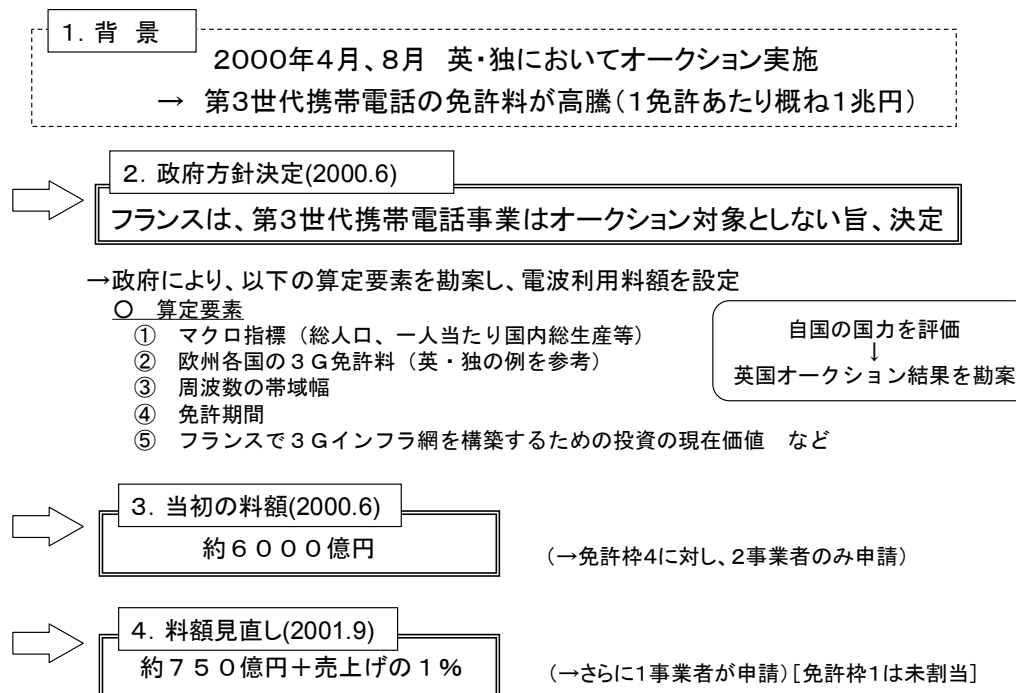 1．背　景
2000年4月、8月　英・独においてオークション実施
→　第3世代携帯電話の免許料が高騰（1免許あたり概ね1兆円）
2．政府方針決定(2000.6)
フランスは、第3世代携帯電話事業はオークション対象としない旨、決定
→政府により、以下の算定要素を勘案し、電波利用料額を設定
〇　算定要素
①　マクロ指標（総人口、一人当たり国内総生産等）
②　欧州各国の３Ｇ免許料（英・独の例を参考）
③　周波数の帯域幅
④　免許期間
⑤　フランスで３Ｇインフラ網を構築するための投資の現在価値　など
自国の国力を評価
↓
英国オークション結果を勘案
3．当初の料額(2000.6)
約６０００億円
（→免許枠4に対し、2事業者のみ申請）
4．料額見直し(2001.9)
約７５０億円＋売上げの１％
（→さらに1事業者が申請）［免許枠1は未割当］